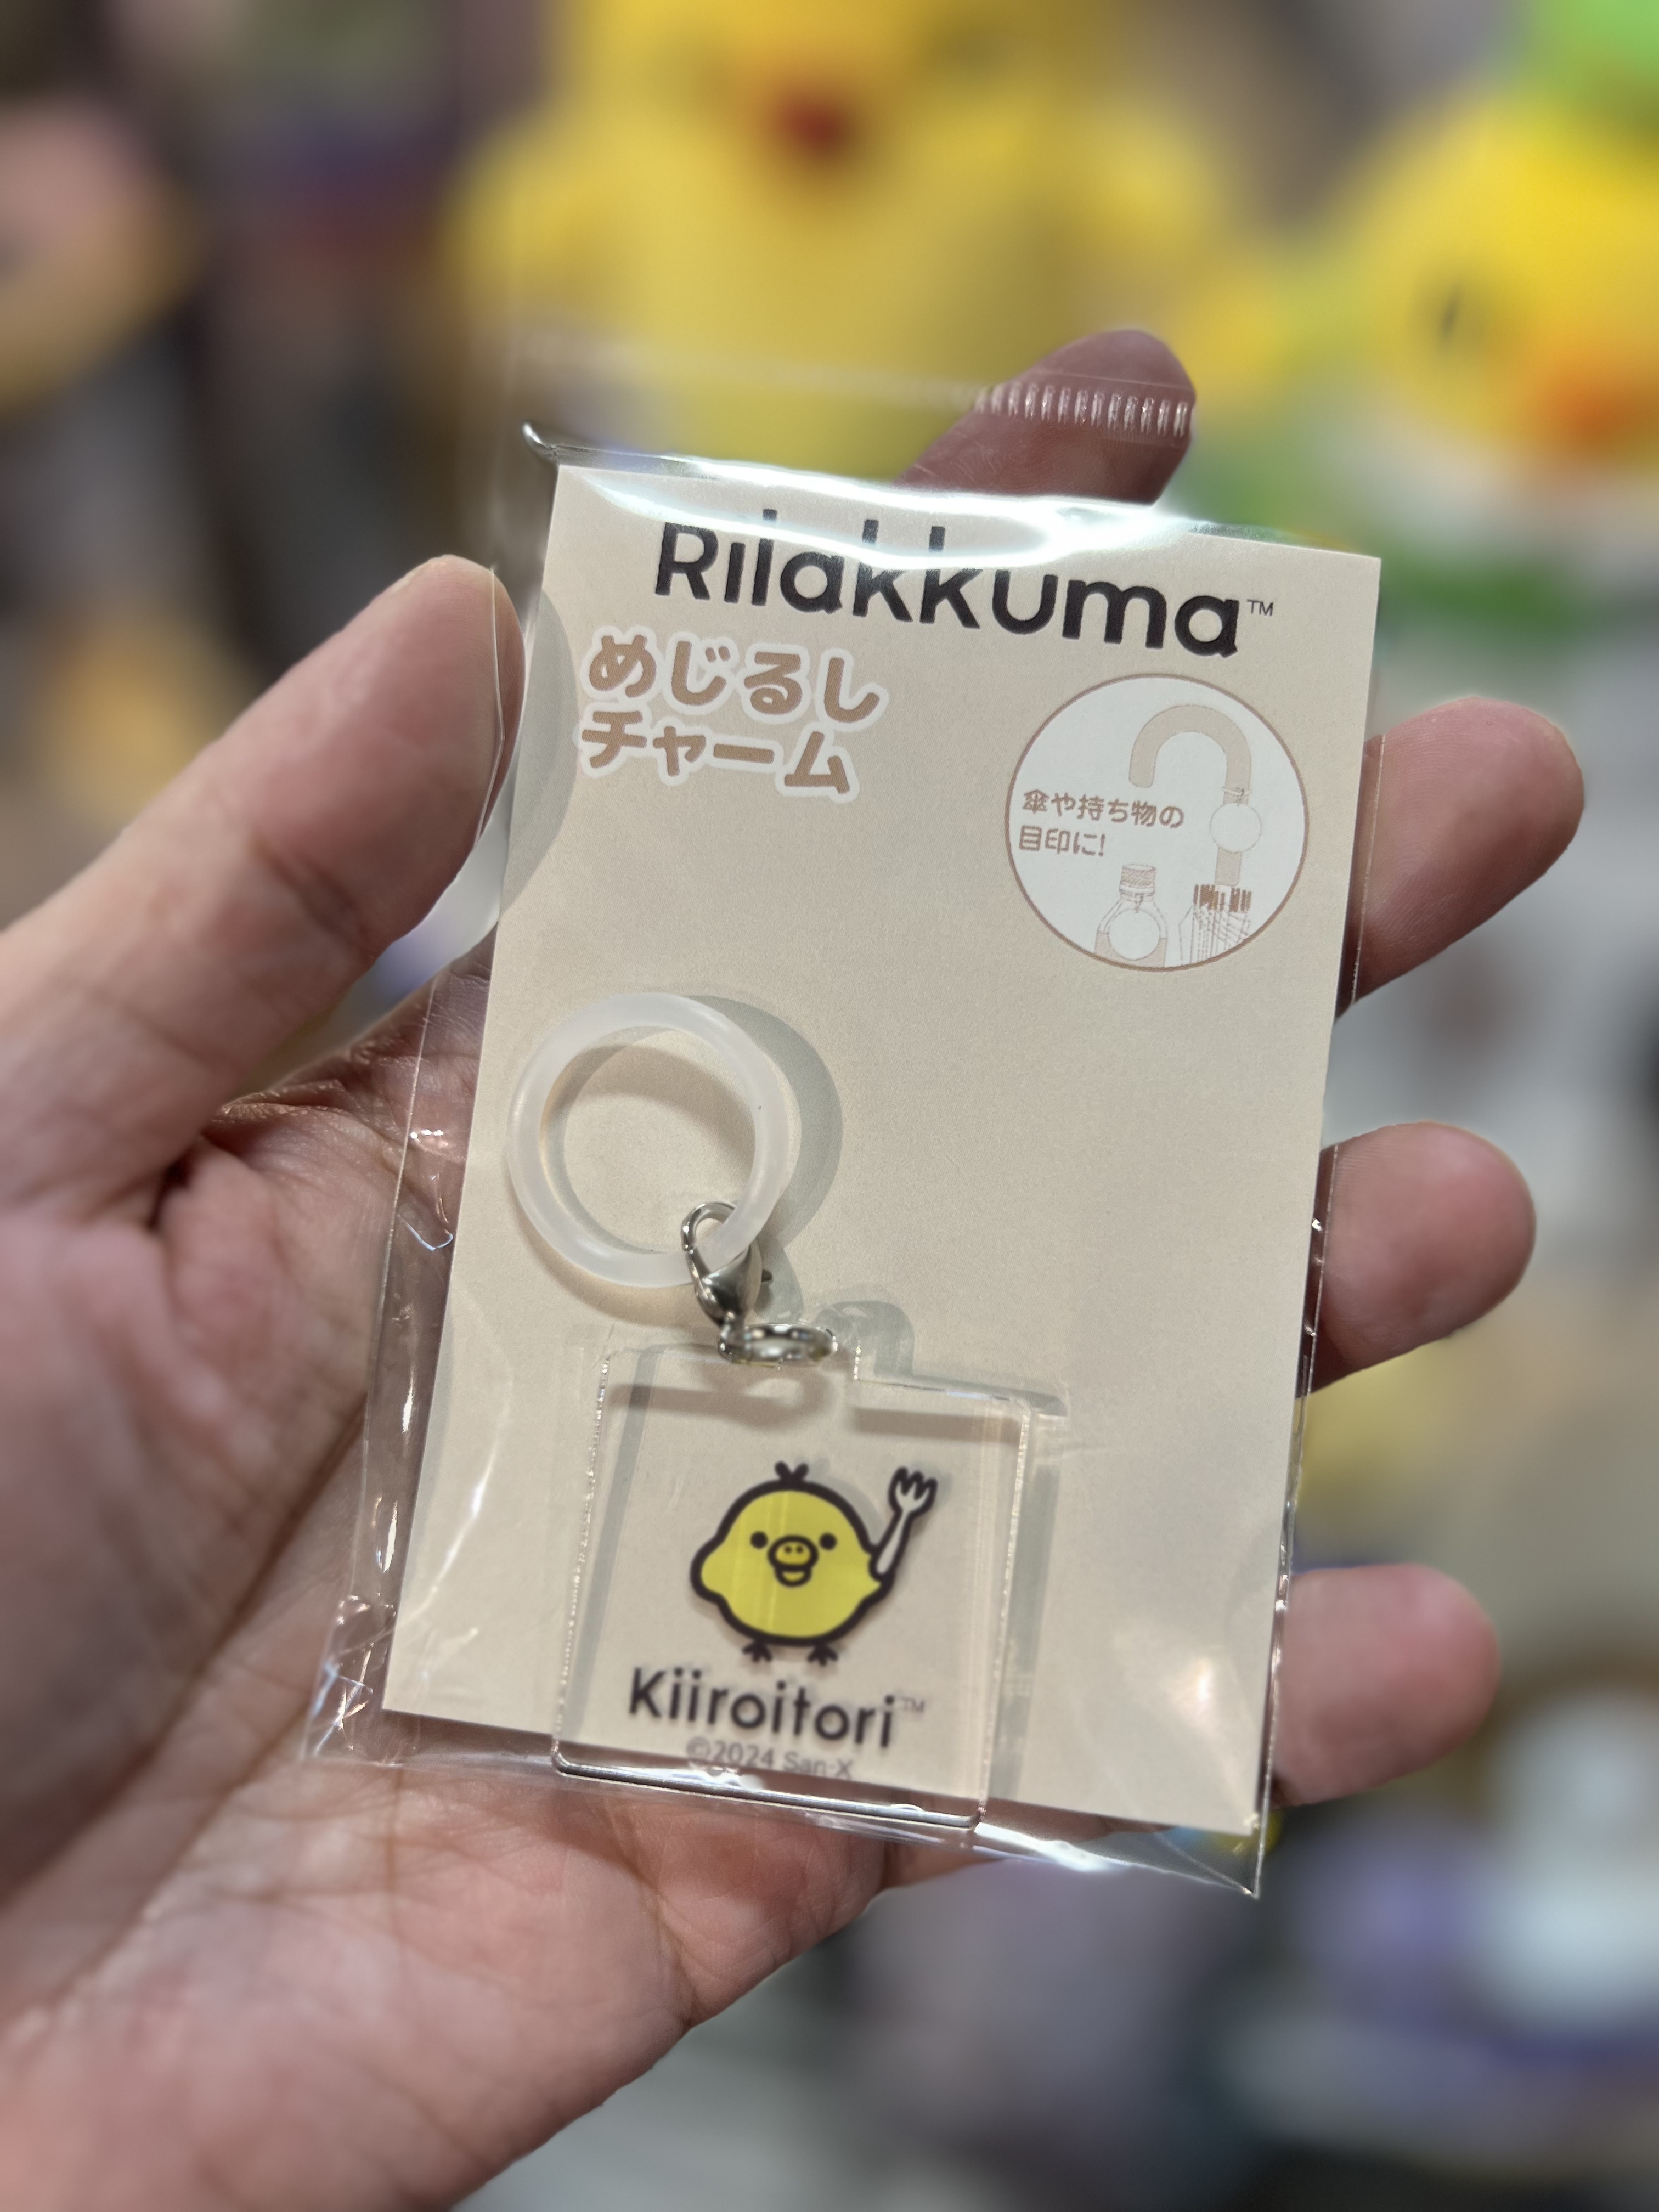 Rilakkuma™
めじるし
チャーム
傘や持ち物の
目印に!
Kiiroitori™
©2024 San-X